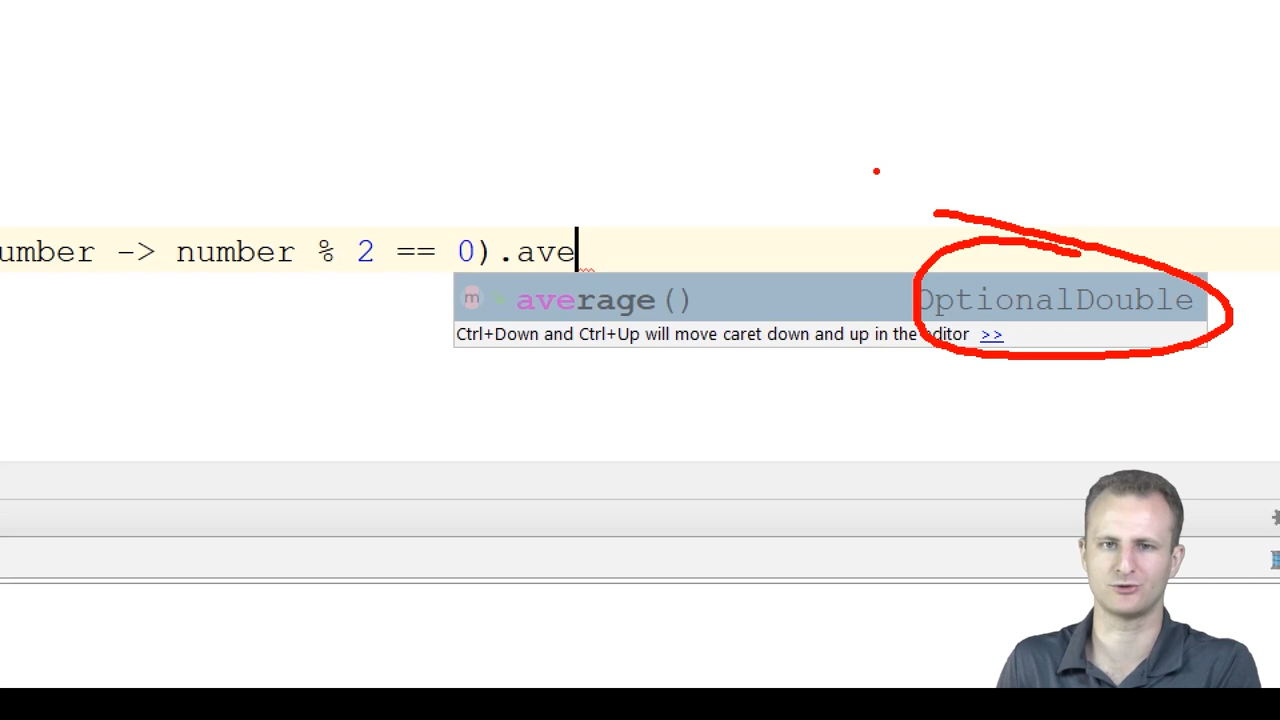 umber -> number % 2 == 0).ave
m average() OptionalDouble
Ctrl+Down and Ctrl+Up will move caret down and up in the editor >>